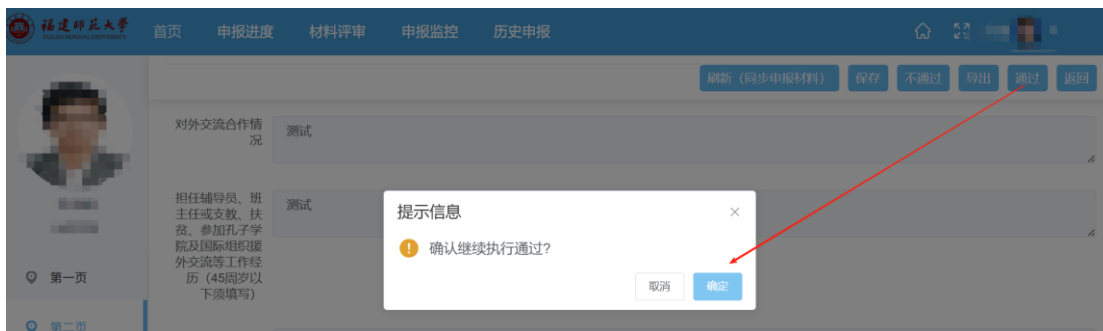 福建师范大学
FUJIAN NORMAL UNIVERSITY
首页 申报进度 材料评审 申报监控 历史申报
刷新（同步申报材料） 保存 不通过 导出 通过 返回
对外交流合作情
况
测试
担任辅导员、班
主任或支教、扶
贫、参加孔子学
院及国际组织援
外交流等工作经
历（45周岁以
下须填写）
测试
提示信息
确认继续执行通过?
取消 确定
第一页
第二页